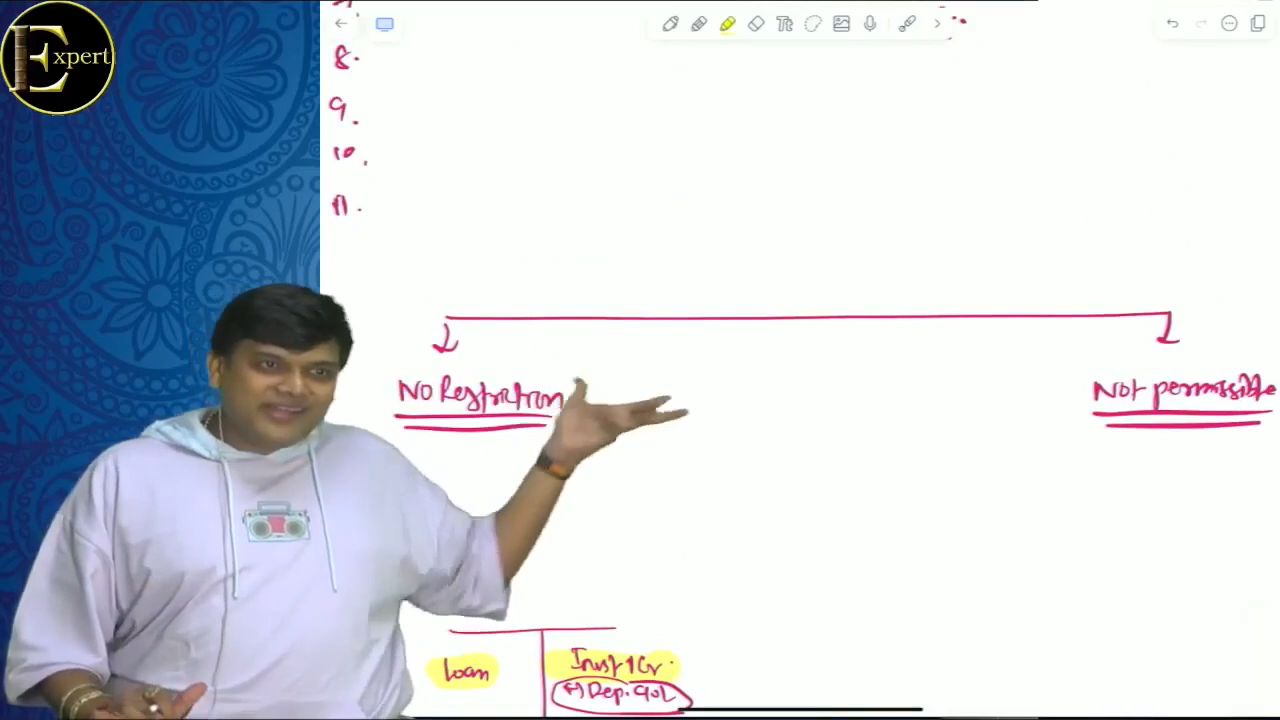 Expert
8.
9.
10.
11.
No Restriction
Not permissible
loan
Invst 1Cr.
(-) Dep. 90L